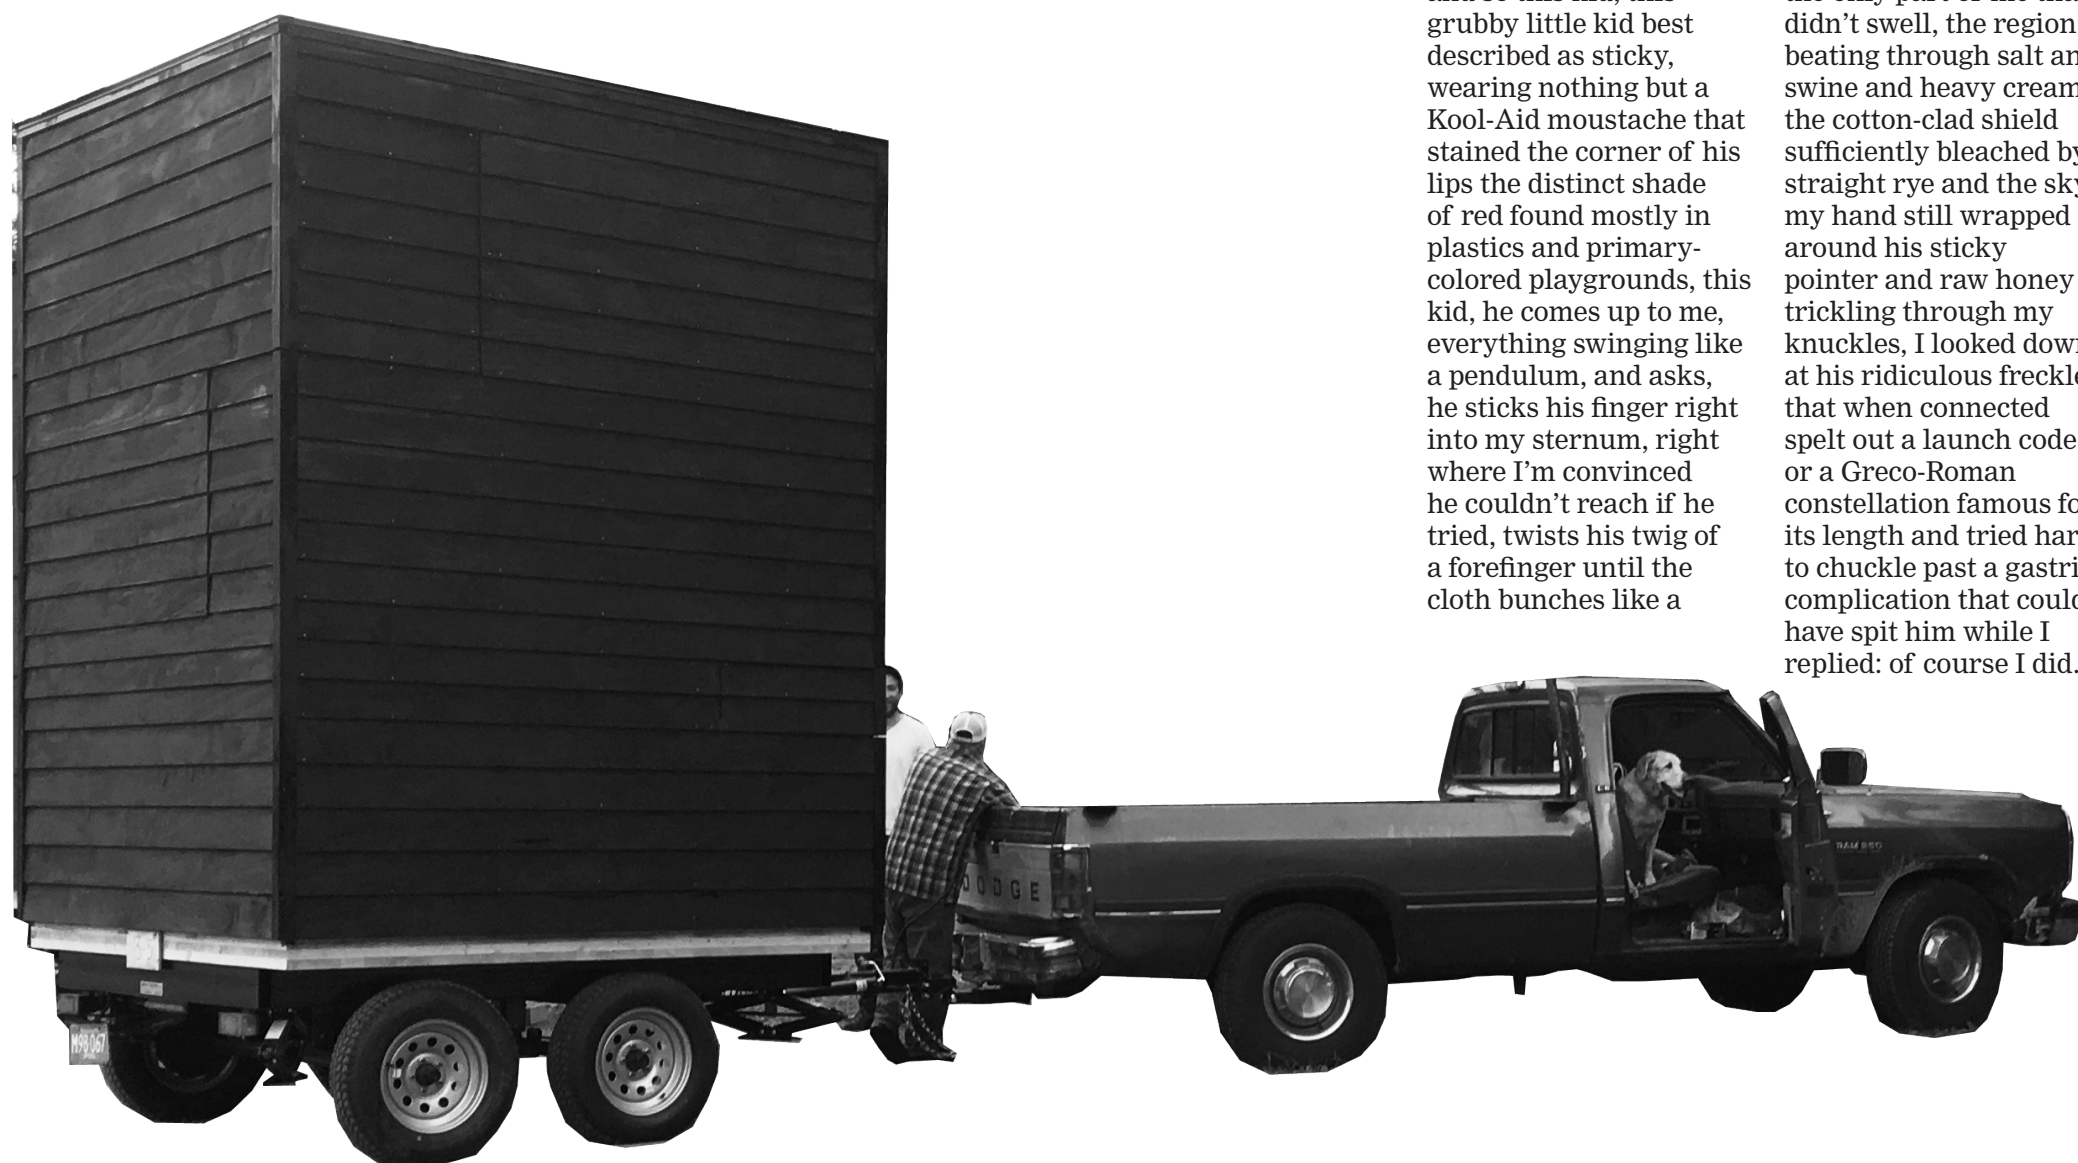 grubby little kid best
described as sticky,
wearing nothing but a
Kool-Aid moustache that
stained the corner of his
lips the distinct shade
of red found mostly in
plastics and primary-
colored playgrounds, this
kid, he comes up to me,
everything swinging like
a pendulum, and asks,
he sticks his finger right
into my sternum, right
where I’m convinced
he couldn’t reach if he
tried, twists his twig of
a forefinger until the
cloth bunches like a
didn’t swell, the region
beating through salt
swine and heavy cream
the cotton-clad shield
sufficiently bleached
straight rye and the
my hand still wrapped
around his sticky
pointer and raw honey
trickling through my
knuckles, I looked
at his ridiculous
that when connected
spelt out a launch code
or a Greco-Roman
constellation famous
its length and tried
to chuckle past a
complication that
have spit him while I
replied: of course I did.
DODGE
RAM 250
M98 067